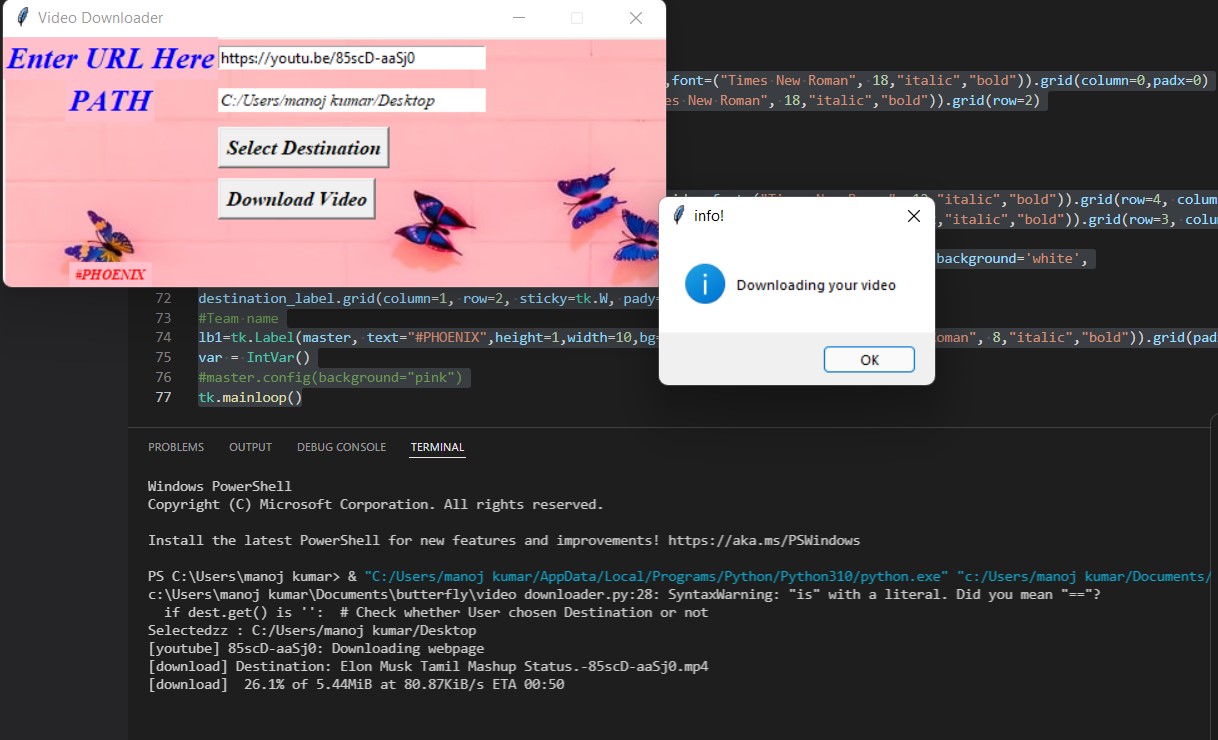 Video Downloader
Enter URL Here
https://youtu.be/85scD-aaSj0
PATH
C:/Users/manoj kumar/Desktop
Select Destination
Download Video
#PHOENIX
,font=("Times New Roman", 18,"italic","bold")).grid(column=0,padx=0)
es New Roman", 18,"italic","bold")).grid(row=2)
"italic","bold")).grid(row=4, colum
,"italic","bold")).grid(row=3, colu
background='white',
info!
Downloading your video
OK
72 destination_label.grid(column=1, row=2, sticky=tk.W, pady=
73 #Team name
74 lb1=tk.Label(master, text="#PHOENIX",height=1,width=10,bg= oman", 8,"italic","bold")).grid(pad
75 var = IntVar()
76 #master.config(background="pink")
77 tk.mainloop()
PROBLEMS OUTPUT DEBUG CONSOLE TERMINAL
Windows PowerShell
Copyright (C) Microsoft Corporation. All rights reserved.
Install the latest PowerShell for new features and improvements! https://aka.ms/PSWindows
PS C:\Users\manoj kumar> & "C:/Users/manoj kumar/AppData/Local/Programs/Python/Python310/python.exe" "c:/Users/manoj kumar/Documents/
c:\Users\manoj kumar\Documents\butterfly\video downloader.py:28: SyntaxWarning: "is" with a literal. Did you mean "=="?
if dest.get() is '': # Check whether User chosen Destination or not
Selectedzz : C:/Users/manoj kumar/Desktop
[youtube] 85scD-aaSj0: Downloading webpage
[download] Destination: Elon Musk Tamil Mashup Status.-85scD-aaSj0.mp4
[download] 26.1% of 5.44MiB at 80.87KiB/s ETA 00:50